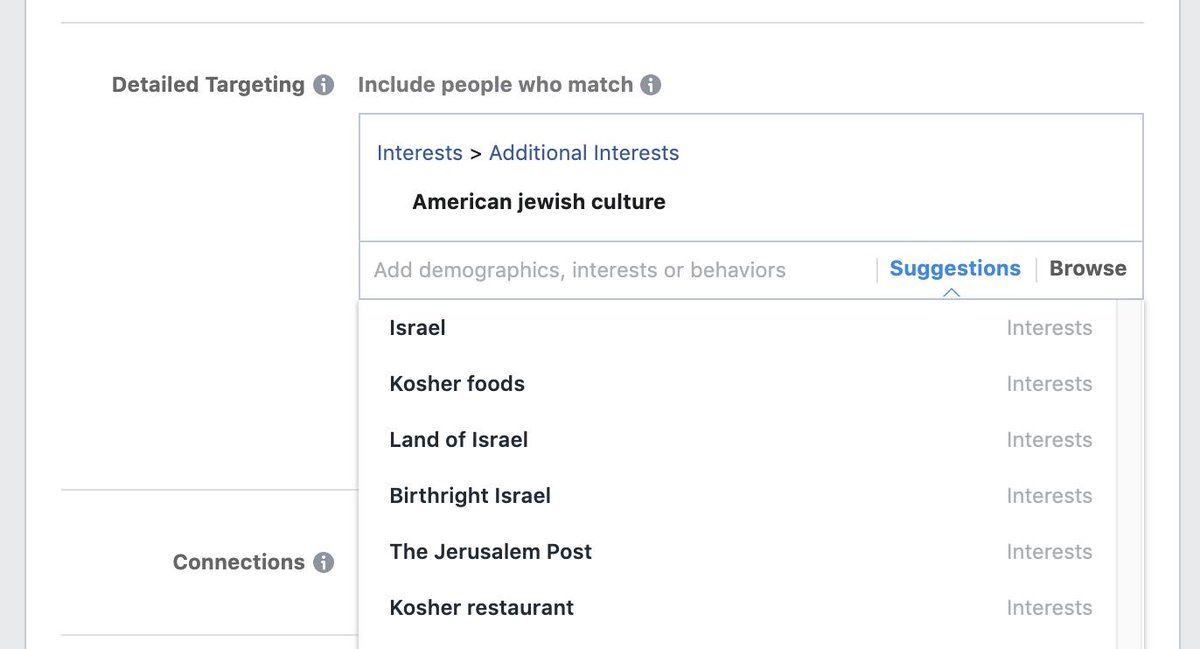 Detailed Targeting Include people who match
Interests > Additional Interests
American jewish culture
Add demographics, interests or behaviors Suggestions Browse
Israel Interests
Kosher foods Interests
Land of Israel Interests
Birthright Israel Interests
The Jerusalem Post Interests
Connections
Kosher restaurant Interests